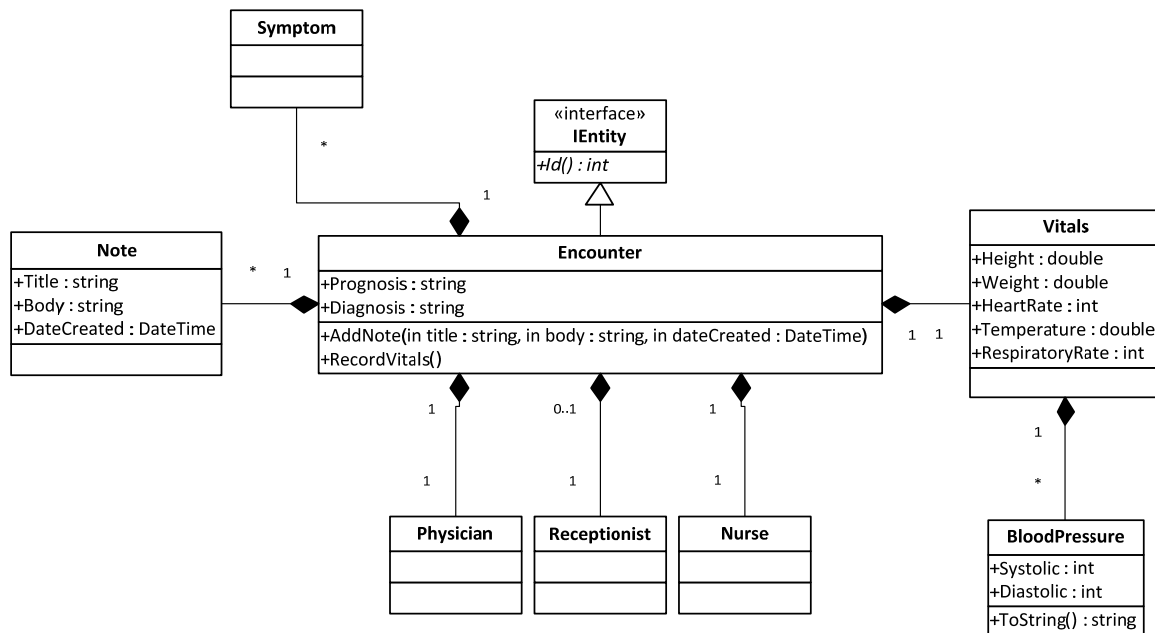 Symptom
*
1
«interface»
IEntity
+Id() : int
Note
+Title : string
+Body : string
+DateCreated : DateTime
*
1
Encounter
+Prognosis : string
+Diagnosis : string
+AddNote(in title : string, in body : string, in dateCreated : DateTime)
+RecordVitals()
1
1
Vitals
+Height : double
+Weight : double
+HeartRate : int
+Temperature : double
+RespiratoryRate : int
1
1
Physician
0..1
1
Receptionist
1
1
Nurse
1
*
BloodPressure
+Systolic : int
+Diastolic : int
+ToString() : string